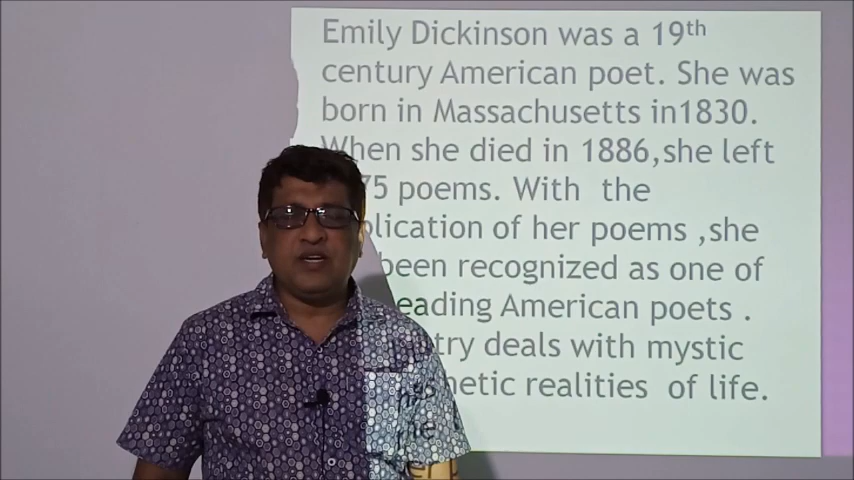 Emily Dickinson was a 19th
century American poet. She was
born in Massachusetts in1830.
When she died in 1886,she left
75 poems. With the
plication of her poems ,she
been recognized as one of
eading American poets .
try deals with mystic
hetic realities of life.